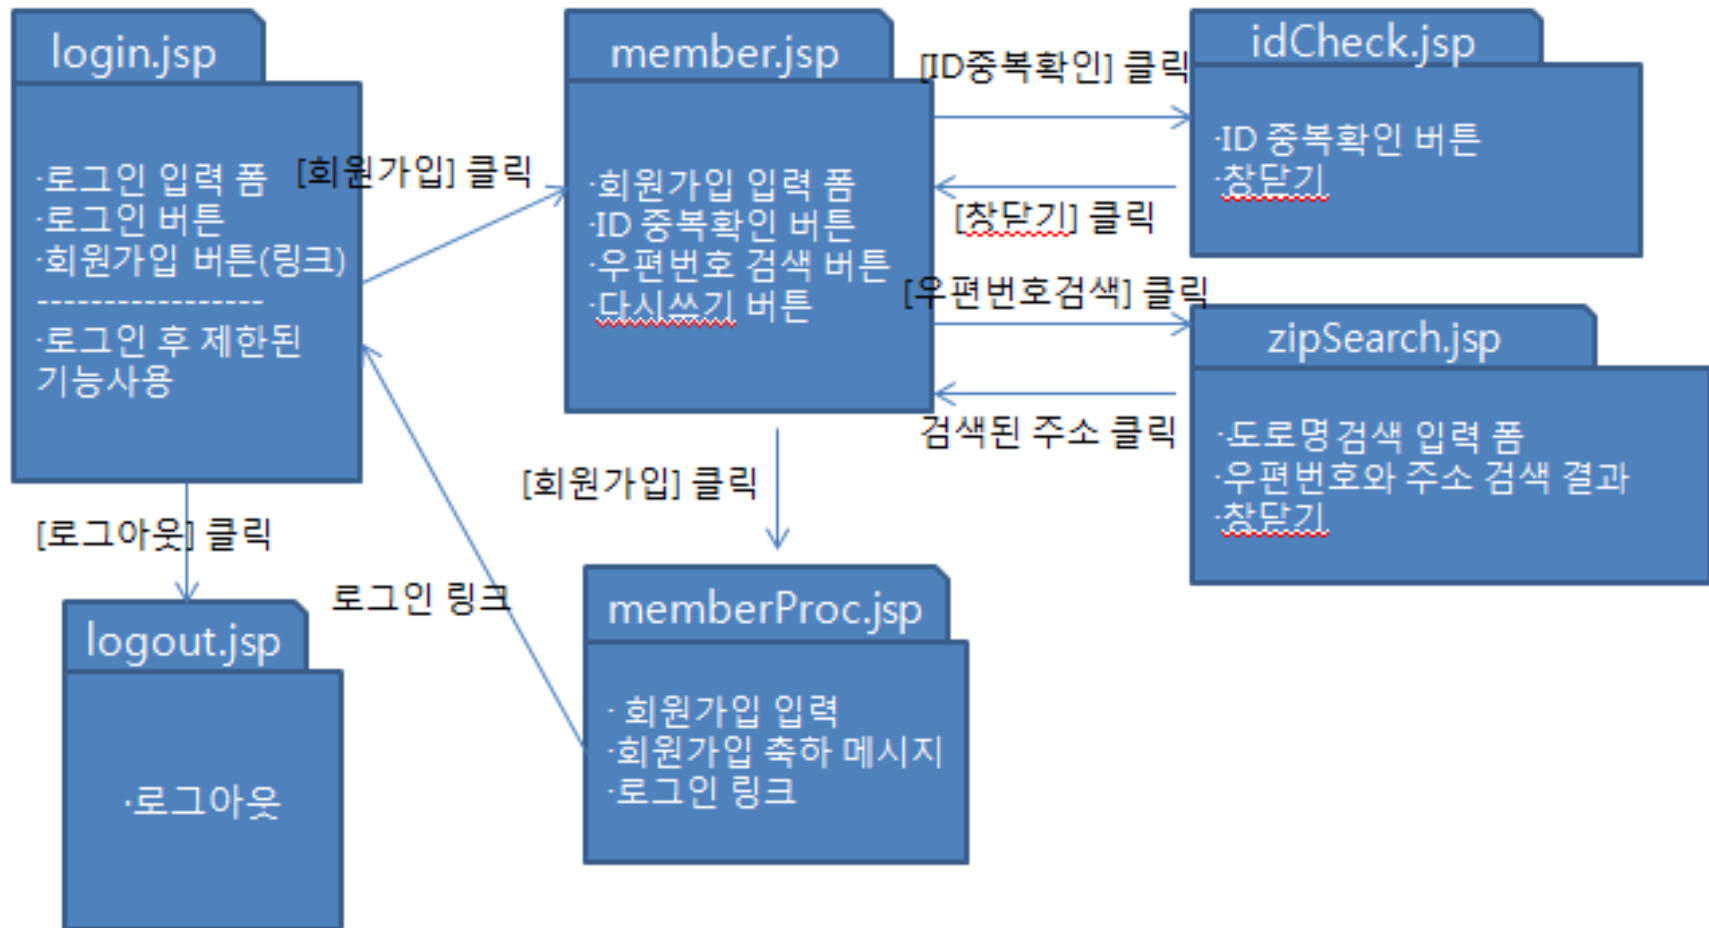 login.jsp
·로그인 입력 폼
·로그인 버튼
·회원가입 버튼(링크)
-----------------
·로그인 후 제한된
기능사용
[회원가입] 클릭
member.jsp
·회원가입 입력 폼
·ID 중복확인 버튼
·우편번호 검색 버튼
·다시쓰기 버튼
[ID중복확인] 클릭
[창닫기] 클릭
idCheck.jsp
·ID 중복확인 버튼
·창닫기
[우편번호검색] 클릭
검색된 주소 클릭
zipSearch.jsp
·도로명검색 입력 폼
·우편번호와 주소 검색 결과
·창닫기
[회원가입] 클릭
[로그아웃] 클릭
로그인 링크
logout.jsp
·로그아웃
memberProc.jsp
· 회원가입 입력
·회원가입 축하 메시지
·로그인 링크